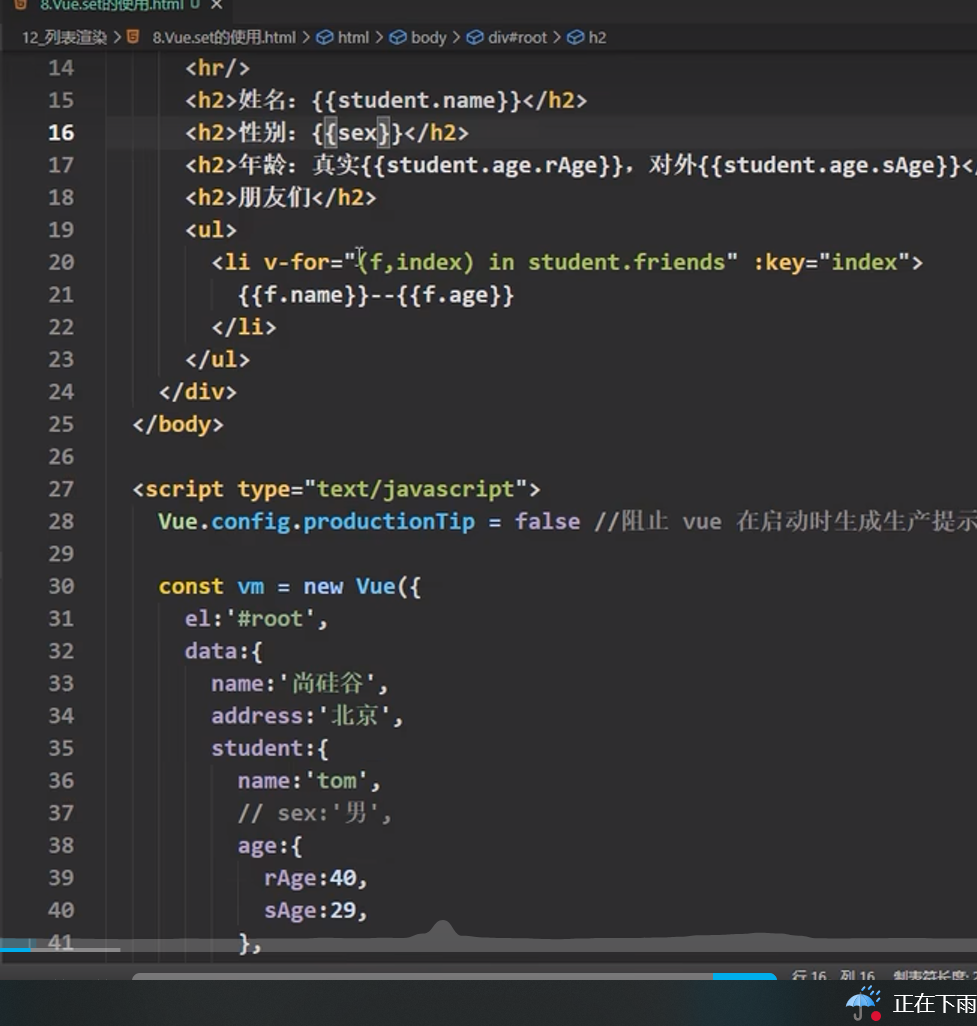 8.Vue.set的使用.html U ×
12_列表渲染 > 8.Vue.set的使用.html > html > body > div#root > h2
14 <hr/>
15 <h2>姓名：{{student.name}}</h2>
16 <h2>性别：{{sex}}</h2>
17 <h2>年龄：真实{{student.age.rAge}}，对外{{student.age.sAge}}</
18 <h2>朋友们</h2>
19 <ul>
20 <li v-for="(f,index) in student.friends" :key="index">
21 {{f.name}}--{{f.age}}
22 </li>
23 </ul>
24 </div>
25 </body>
26
27 <script type="text/javascript">
28 Vue.config.productionTip = false //阻止 vue 在启动时生成生产提示
29
30 const vm = new Vue({
31 el:'#root',
32 data:{
33 name:'尚硅谷',
34 address:'北京',
35 student:{
36 name:'tom',
37 // sex:'男',
38 age:{
39 rAge:40,
40 sAge:29,
41 },
行 16，列 16 制表符长度: 2
正在下雨